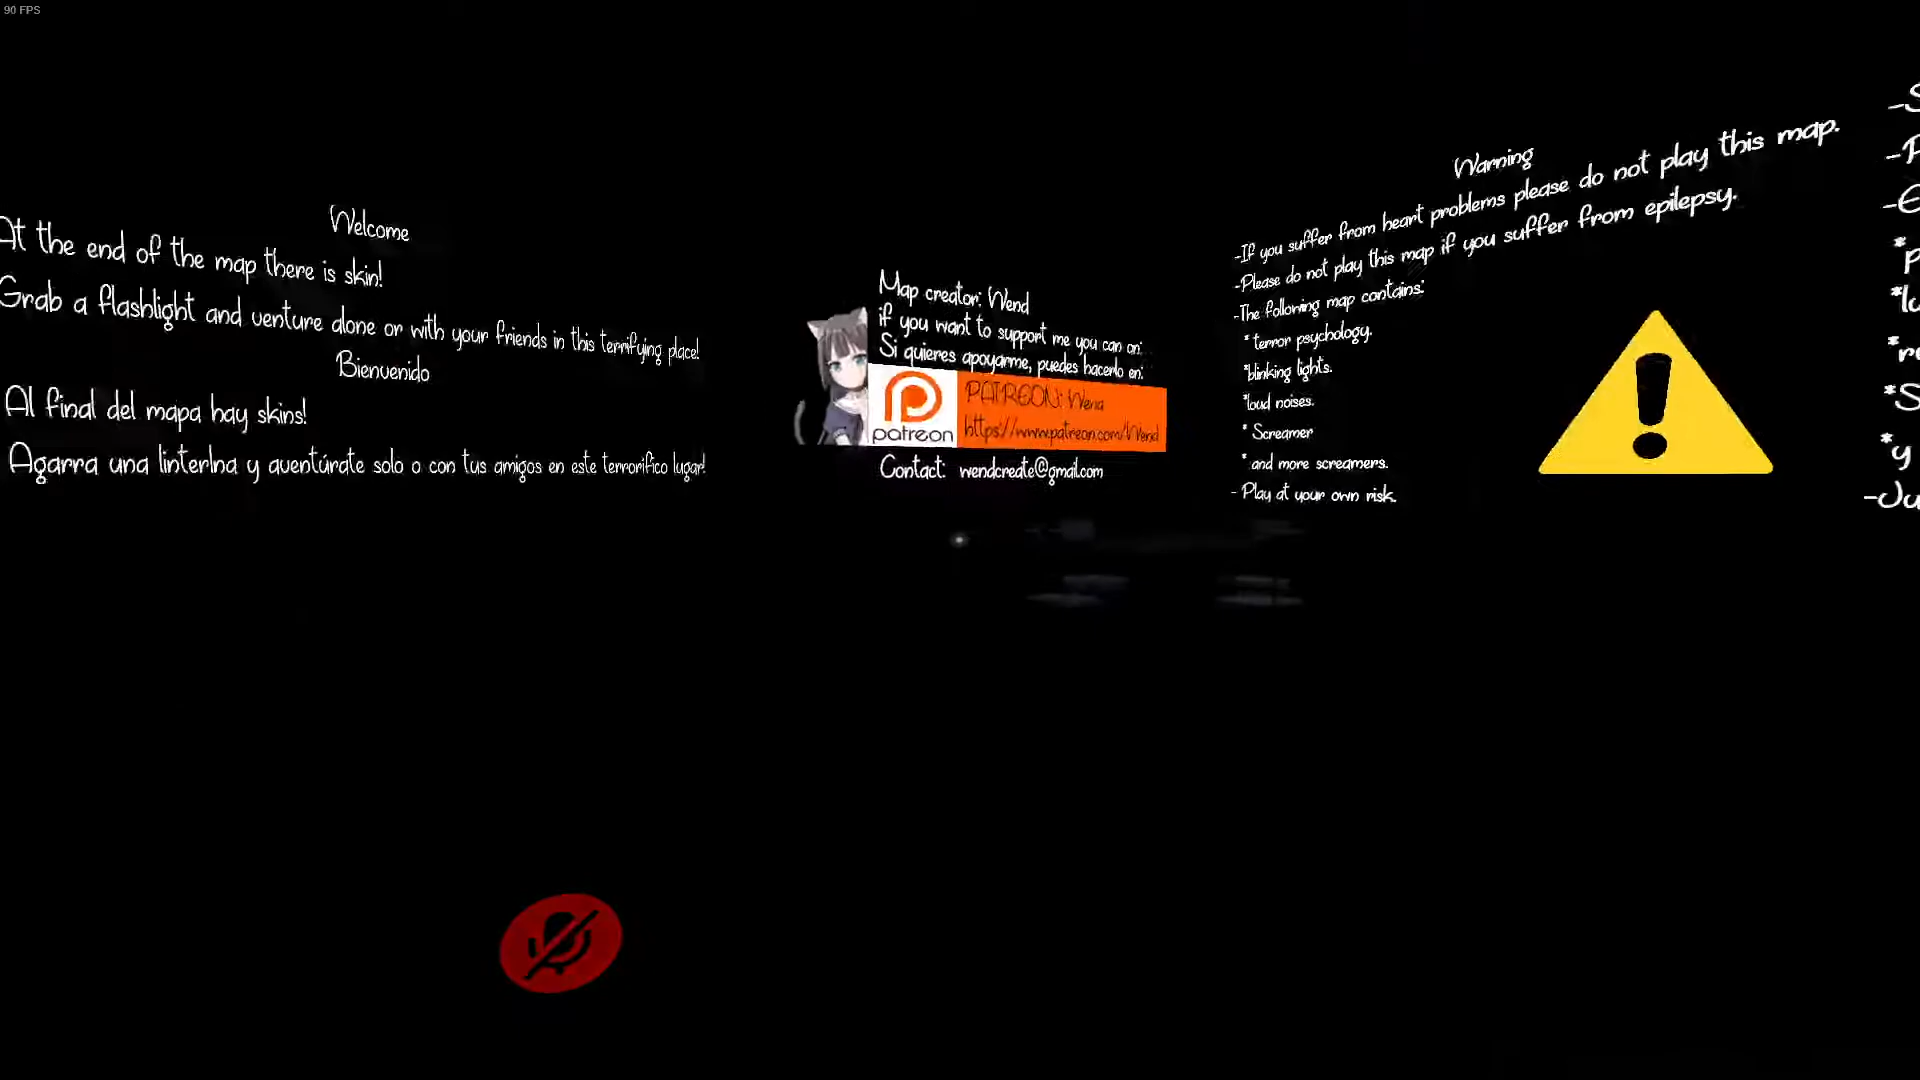 90 FPS
Welcome
At the end of the map there is skin!
Grab a flashlight and venture alone or with your friends in this terrifying place!
Bienvenido
Al final del mapa hay skins!
Agarra una linterlna y aventúrate solo o con tus amigos en este terrorifico lugar!
Map creator: Wend
if you want to support me you can on:
Si quieres apoyarme, puedes hacerlo en:
patreon
PATREON: Wend
https://www.patreon.com/Wend
Contact: wendcreate@gmail.com
Warning
-If you suffer from heart problems please do not play this map.
-Please do not play this map if you suffer from epilepsy.
-The following map contains:
* terror psychology.
*blinking lights.
*loud noises.
* Screamer
* and more screamers.
- Play at your own risk.